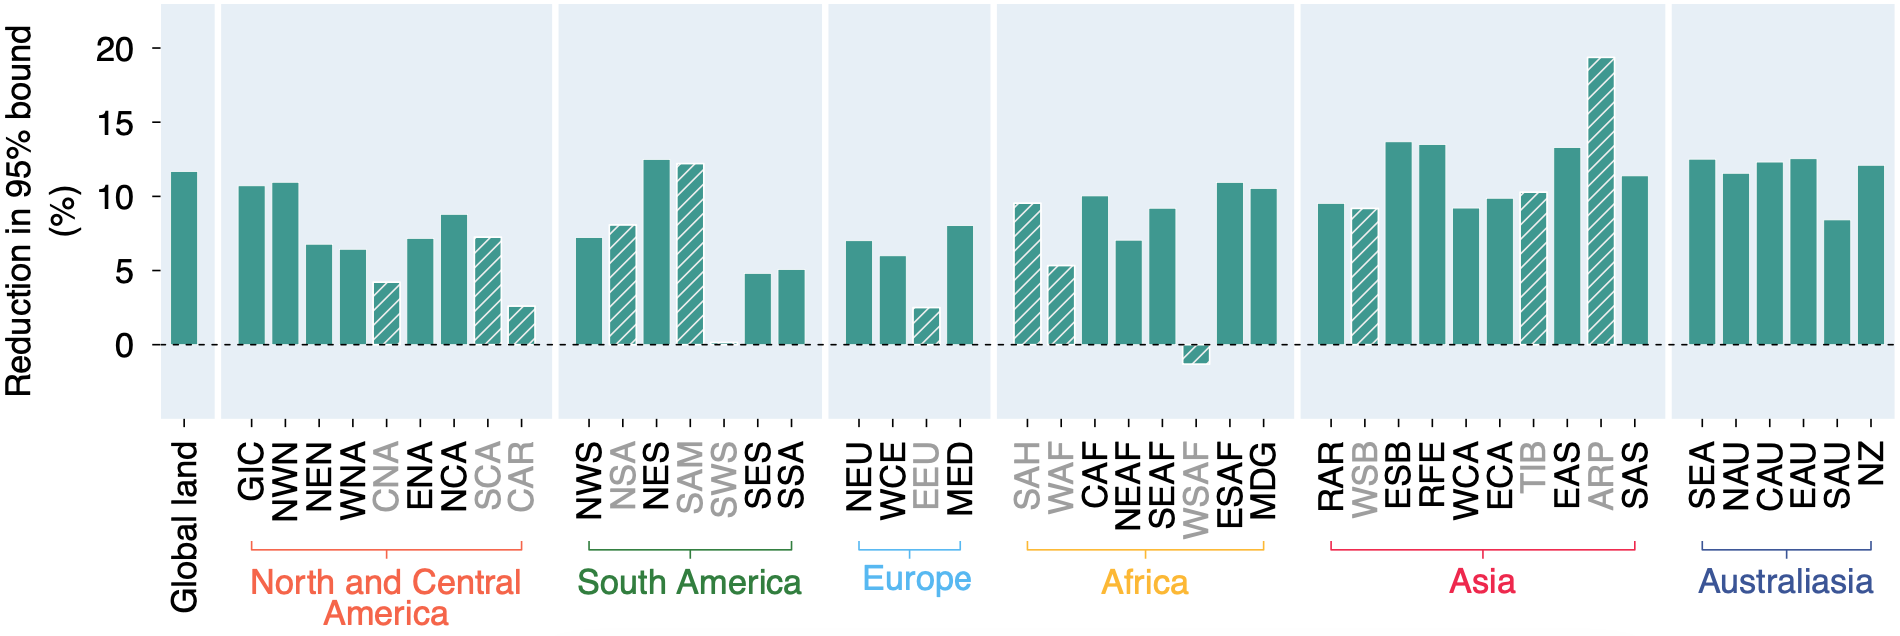 Reduction in 95% bound
(%)
20
15
10
5
0
Global land
GIC
NWN
NEN
WNA
CNA
ENA
NCA
SCA
CAR
NWS
NSA
NES
SAM
SWS
SES
SSA
NEU
WCE
EEU
MED
SAH
WAF
CAF
NEAF
SEAF
WSAF
ESAF
MDG
RAR
WSB
ESB
RFE
WCA
ECA
TIB
EAS
ARP
SAS
SEA
NAU
CAU
EAU
SAU
NZ
North and Central
America
South America
Europe
Africa
Asia
Australiasia